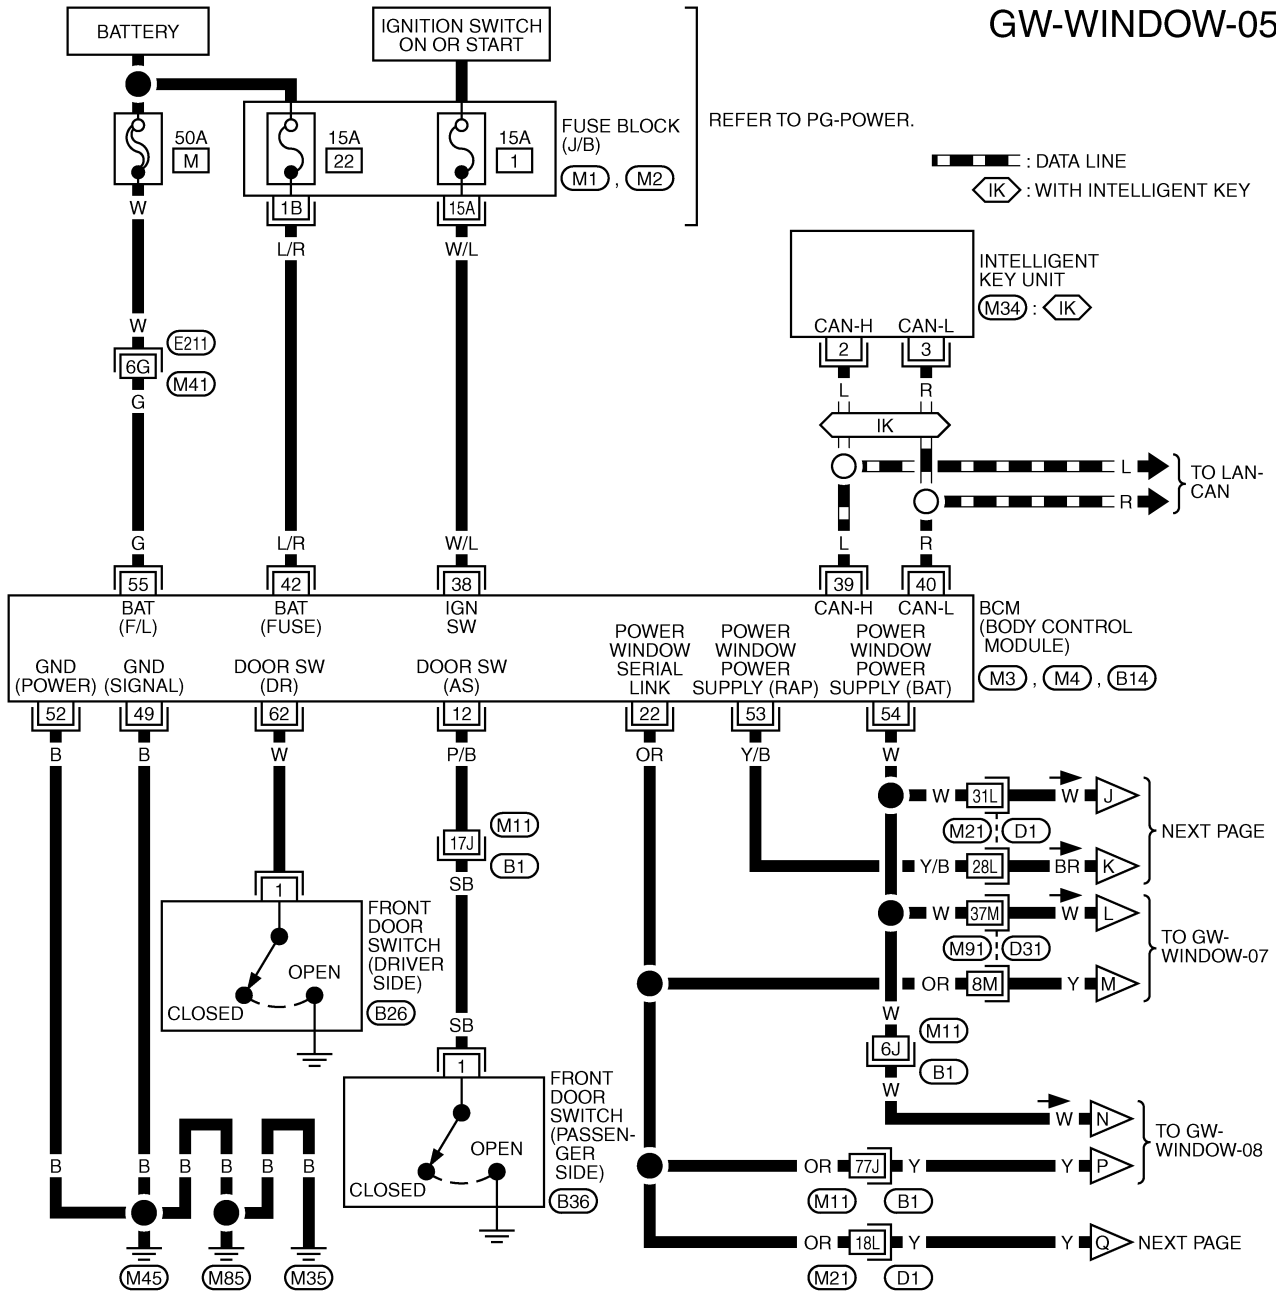 GW-WINDOW-05
BATTERY
IGNITION SWITCH
ON OR START
50A
M
15A
22
15A
1
FUSE BLOCK
(J/B)
M1 , M2
REFER TO PG-POWER.
: DATA LINE
IK : WITH INTELLIGENT KEY
1B
15A
W
L/R
W/L
W
E211
6G
M41
G
INTELLIGENT
KEY UNIT
M34 : IK
CAN-H
CAN-L
2
3
L
R
IK
L
R
TO LAN-
CAN
G
L/R
W/L
L
R
55
42
38
39
40
BAT
(F/L)
BAT
(FUSE)
IGN
SW
CAN-H
CAN-L
BCM
(BODY CONTROL
MODULE)
M3 , M4 , B14
GND
(POWER)
GND
(SIGNAL)
DOOR SW
(DR)
DOOR SW
(AS)
POWER
WINDOW
SERIAL
LINK
POWER
WINDOW
POWER
SUPPLY (RAP)
POWER
WINDOW
POWER
SUPPLY (BAT)
52
49
62
12
22
53
54
B
B
W
P/B
OR
Y/B
W
W
31L
W
J
M21
D1
NEXT PAGE
Y/B
28L
BR
K
M11
17J
B1
SB
W
37M
W
L
M91
D31
TO GW-
WINDOW-07
OR
8M
Y
M
1
FRONT
DOOR
SWITCH
(DRIVER
SIDE)
B26
OPEN
CLOSED
SB
W
M11
6J
B1
W
1
FRONT
DOOR
SWITCH
(PASSEN-
GER
SIDE)
B36
OPEN
CLOSED
W
N
TO GW-
WINDOW-08
OR
77J
Y
Y
P
M11
B1
B
B
B
B
B
B
OR
18L
Y
Y
Q
NEXT PAGE
M21
D1
M45
M85
M35